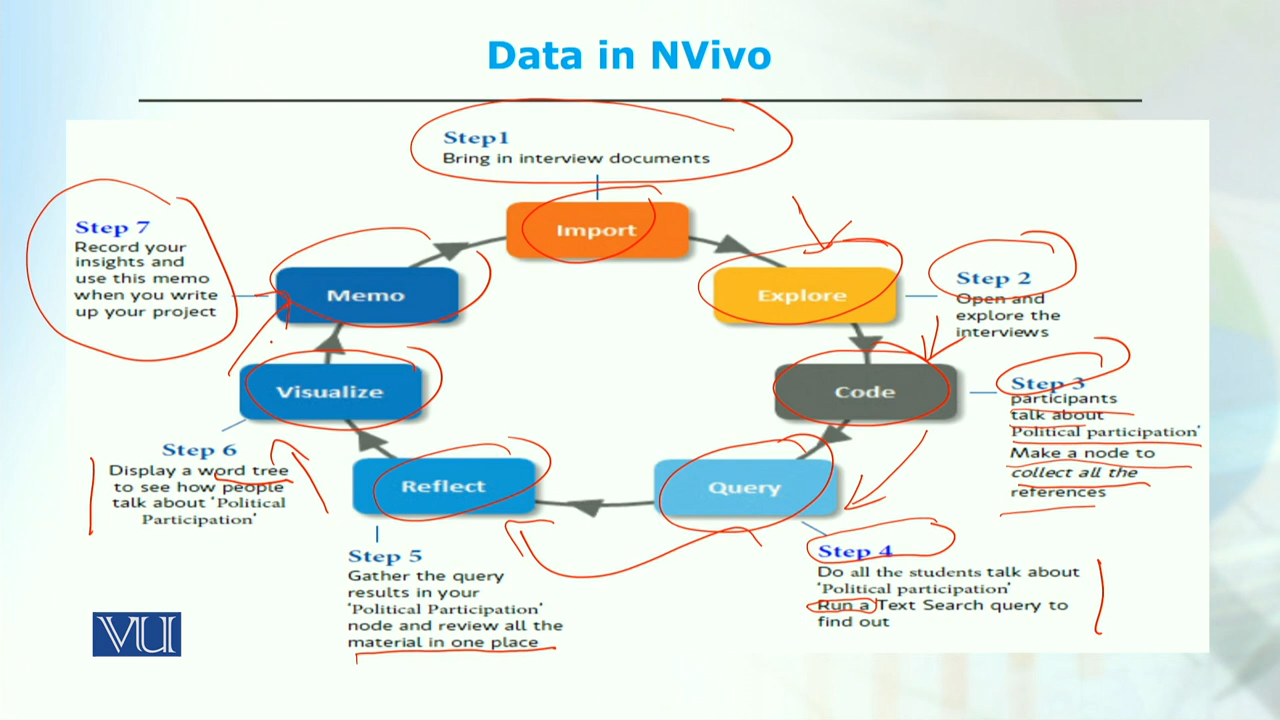 Data in NVivo
Step1
Bring in interview documents
Import
Step 7
Record your
insights and
use this memo
when you write
up your project
Memo
Explore
Step 2
Open and
explore the
interviews
Visualize
Code
Step 3
participants
talk about
Political participation'
Make a node to
collect all the
references
Step 6
Display a word tree
to see how people
talk about 'Political
Participation'
Reflect
Query
Step 5
Gather the query
results in your
'Political Participation'
node and review all the
material in one place
Step 4
Do all the students talk about
'Political participation'
Run a Text Search query to
find out
VU